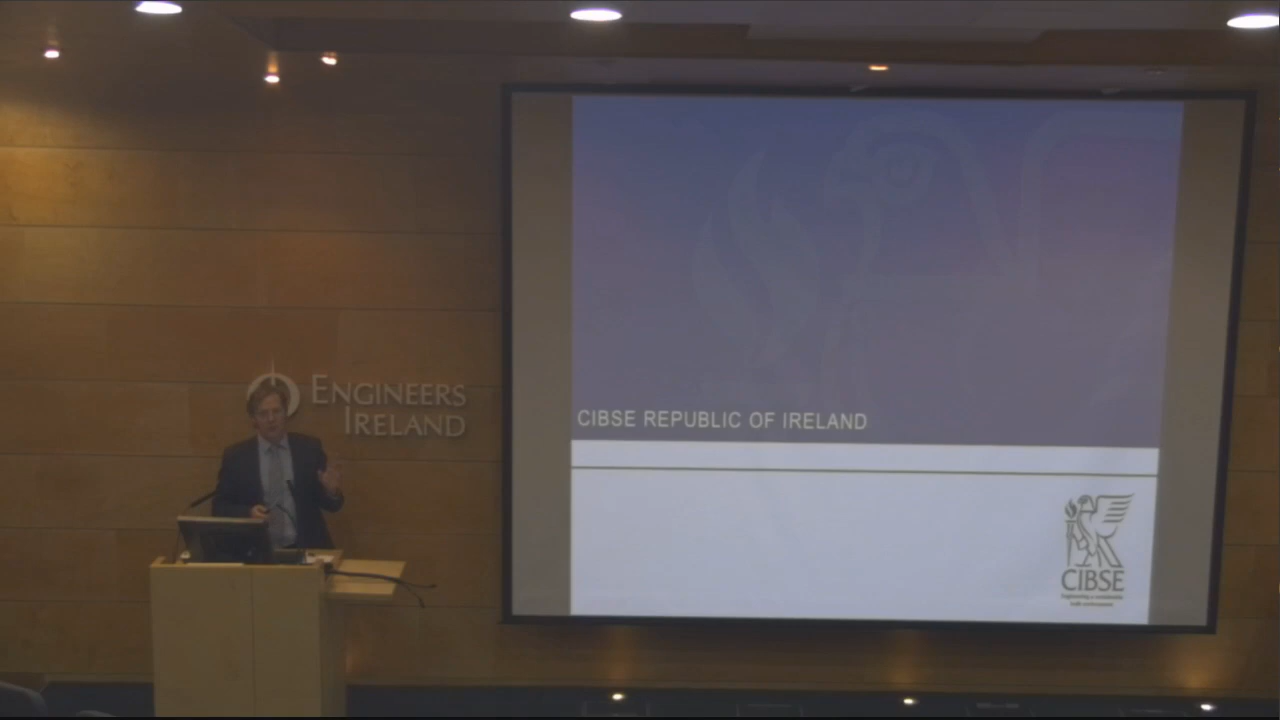 ENGINEERS
IRELAND
CIBSE REPUBLIC OF IRELAND
CIBSE